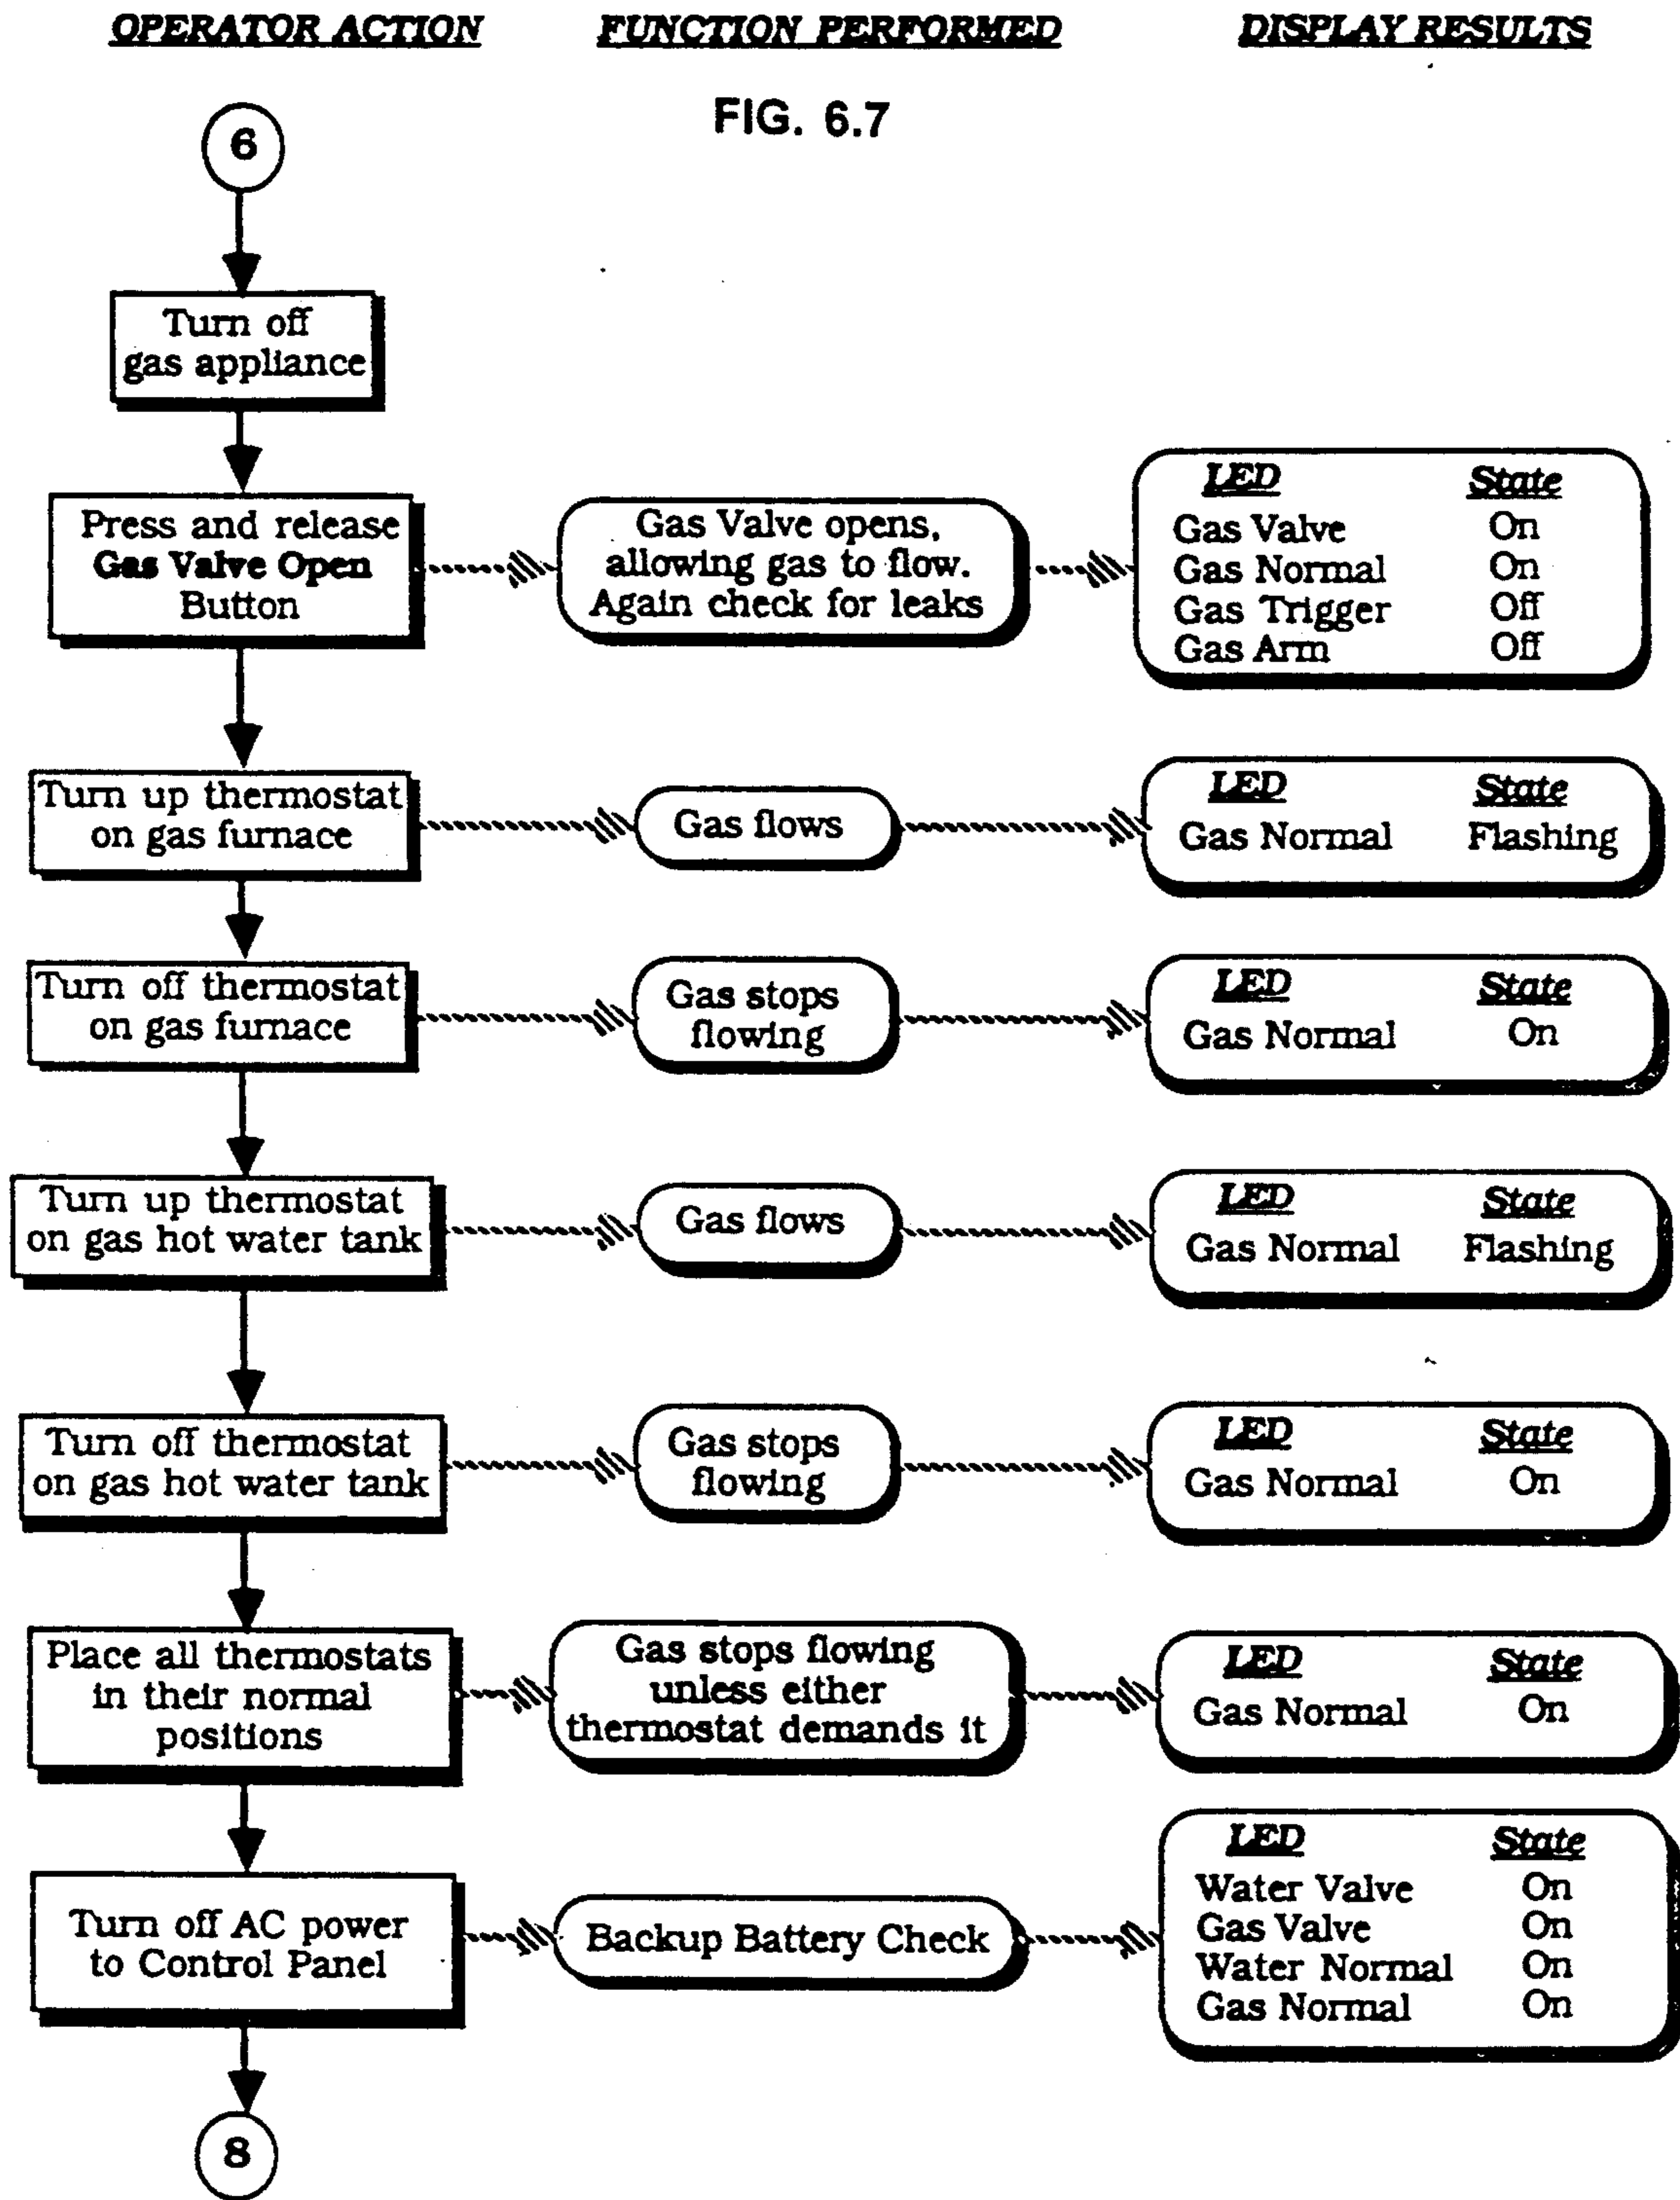 OPERATOR ACTION FUNCTION PERFORMED DISPLAY RESULTS
FIG. 6.7
6
Turn off
gas appliance
Press and release
Gas Valve Open
Button
Gas Valve opens,
allowing gas to flow.
Again check for leaks
LED State
Gas Valve On
Gas Normal On
Gas Trigger Off
Gas Arm Off
Turn up thermostat
on gas furnace
Gas flows
LED State
Gas Normal Flashing
Turn off thermostat
on gas furnace
Gas stops
flowing
LED State
Gas Normal On
Turn up thermostat
on gas hot water tank
Gas flows
LED State
Gas Normal Flashing
Turn off thermostat
on gas hot water tank
Gas stops
flowing
LED State
Gas Normal On
Place all thermostats
in their normal
positions
Gas stops flowing
unless either
thermostat demands it
LED State
Gas Normal On
Turn off AC power
to Control Panel
Backup Battery Check
LED State
Water Valve On
Gas Valve On
Water Normal On
Gas Normal On
8